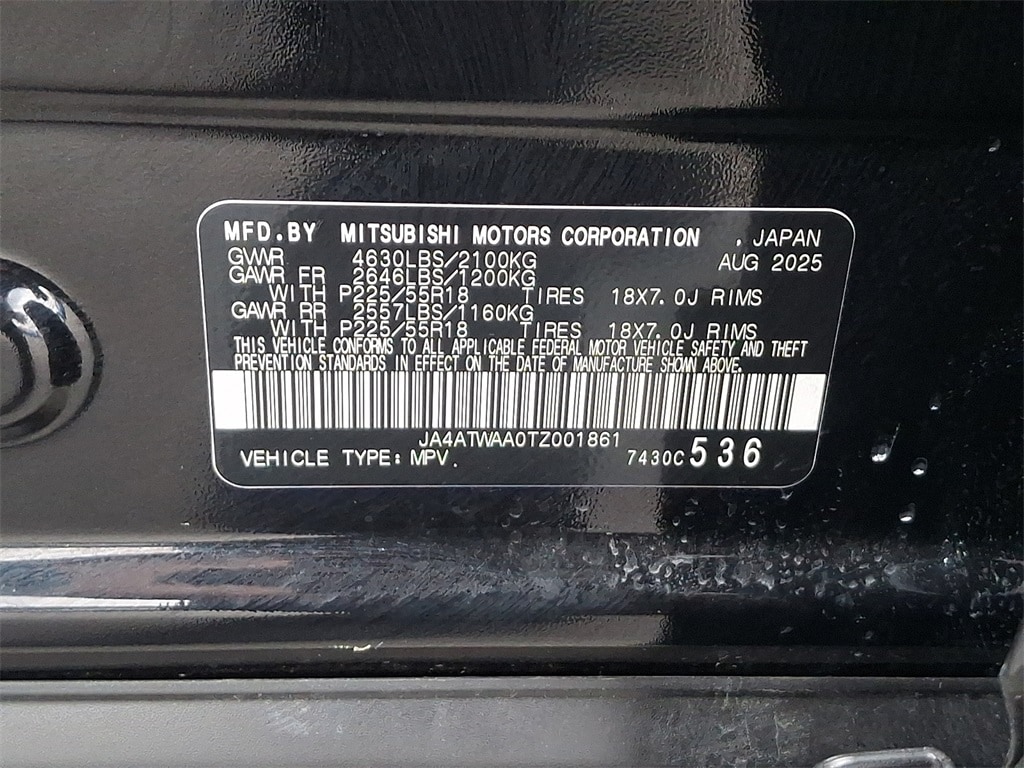 MFD.BY MITSUBISHI MOTORS CORPORATION , JAPAN
AUG 2025
GVWR 4630LBS/2100KG
GAWR FR 2646LBS/1200KG
WITH P225/55R18 TIRES 18X7.0J RIMS
GAWR RR 2557LBS/1160KG
WITH P225/55R18 TIRES 18X7.0J RIMS
THIS VEHICLE CONFORMS TO ALL APPLICABLE FEDERAL MOTOR VEHICLE SAFETY AND THEFT
PREVENTION STANDARDS IN EFFECT ON THE DATE OF MANUFACTURE SHOWN ABOVE.
JA4ATWAA0TZ001861
VEHICLE TYPE: MPV. 7430C 536